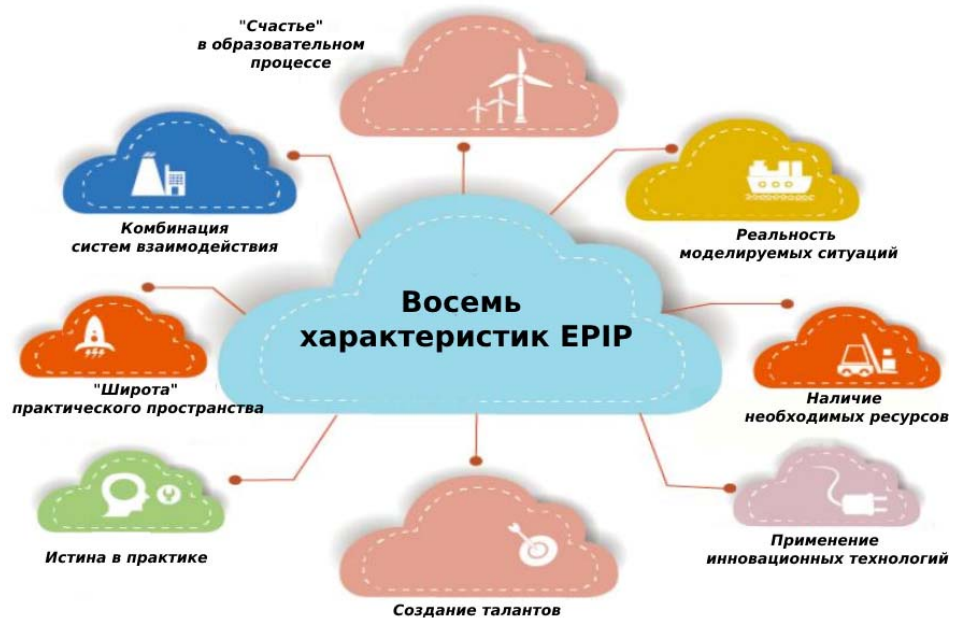 "Счастье"
в образовательном
процессе
Комбинация
систем взаимодействия
Реальность
моделируемых ситуаций
Восемь
характеристик EPIP
"Широта"
практического пространства
Наличие
необходимых ресурсов
Истина в практике
Применение
инновационных технологий
Создание талантов